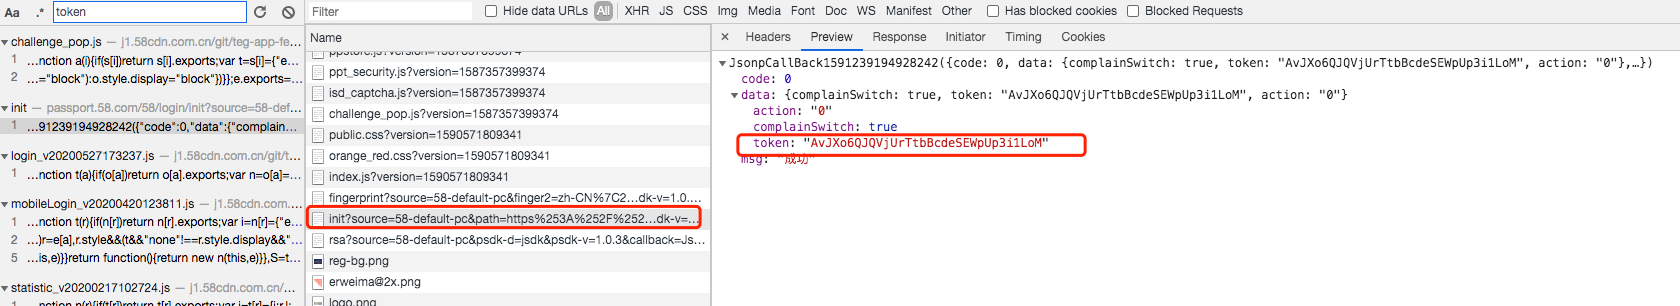 Aa .* token
challenge_pop.js — j1.58cdn.com.cn/git/teg-app-fe...
1 ...nction a(i){if(s[i])return s[i].exports;var t=s[i]={"e...
2 ...="block"):o.style.display="block"})}};e.exports=...
init — passport.58.com/58/login/init?source=58-def...
1 ...91239194928242({"code":0,"data":{"complain...
login_v20200527173237.js — j1.58cdn.com.cn/git/t...
1 ...nction t(a){if(o[a])return o[a].exports;var n=o[a]=...
mobileLogin_v20200420123811.js — j1.58cdn.co...
1 ...nction t(r){if(n[r])return n[r].exports;var i=n[r]={"e...
2 ...)r=e[a],r.style&&(t&&"none"!==r.style.display&&"...
5 ...is,e)}}return function(){return new n(this,e)}},S=t...
statistic_v20200217102724.js — j1.58cdn.com.cn/...
1 ...nction n(r){if(t[r])return t[r].exports;var i=t[r]={i:r,l...
Filter Hide data URLs All XHR JS CSS Img Media Font Doc WS Manifest Other Has blocked cookies Blocked Requests
Name
ppstore.js?version=1587357399374
ppt_security.js?version=1587357399374
isd_captcha.js?version=1587357399374
challenge_pop.js?version=1587357399374
public.css?version=1590571809341
orange_red.css?version=1590571809341
index.js?version=1590571809341
fingerprint?source=58-default-pc&finger2=zh-CN%7C2...dk-v=1.0....
init?source=58-default-pc&path=https%253A%252F%252...dk-v=...
rsa?source=58-default-pc&psdk-d=jsdk&psdk-v=1.0.3&callback=Js...
reg-bg.png
erweima@2x.png
logo.png
× Headers Preview Response Initiator Timing Cookies
JsonpCallBack1591239194928242({code: 0, data: {complainSwitch: true, token: "AvJXo6QJQVjUrTtbBcdeSEWpUp3i1LoM", action: "0"},…})
code: 0
data: {complainSwitch: true, token: "AvJXo6QJQVjUrTtbBcdeSEWpUp3i1LoM", action: "0"}
action: "0"
complainSwitch: true
token: "AvJXo6QJQVjUrTtbBcdeSEWpUp3i1LoM"
msg: "成功"